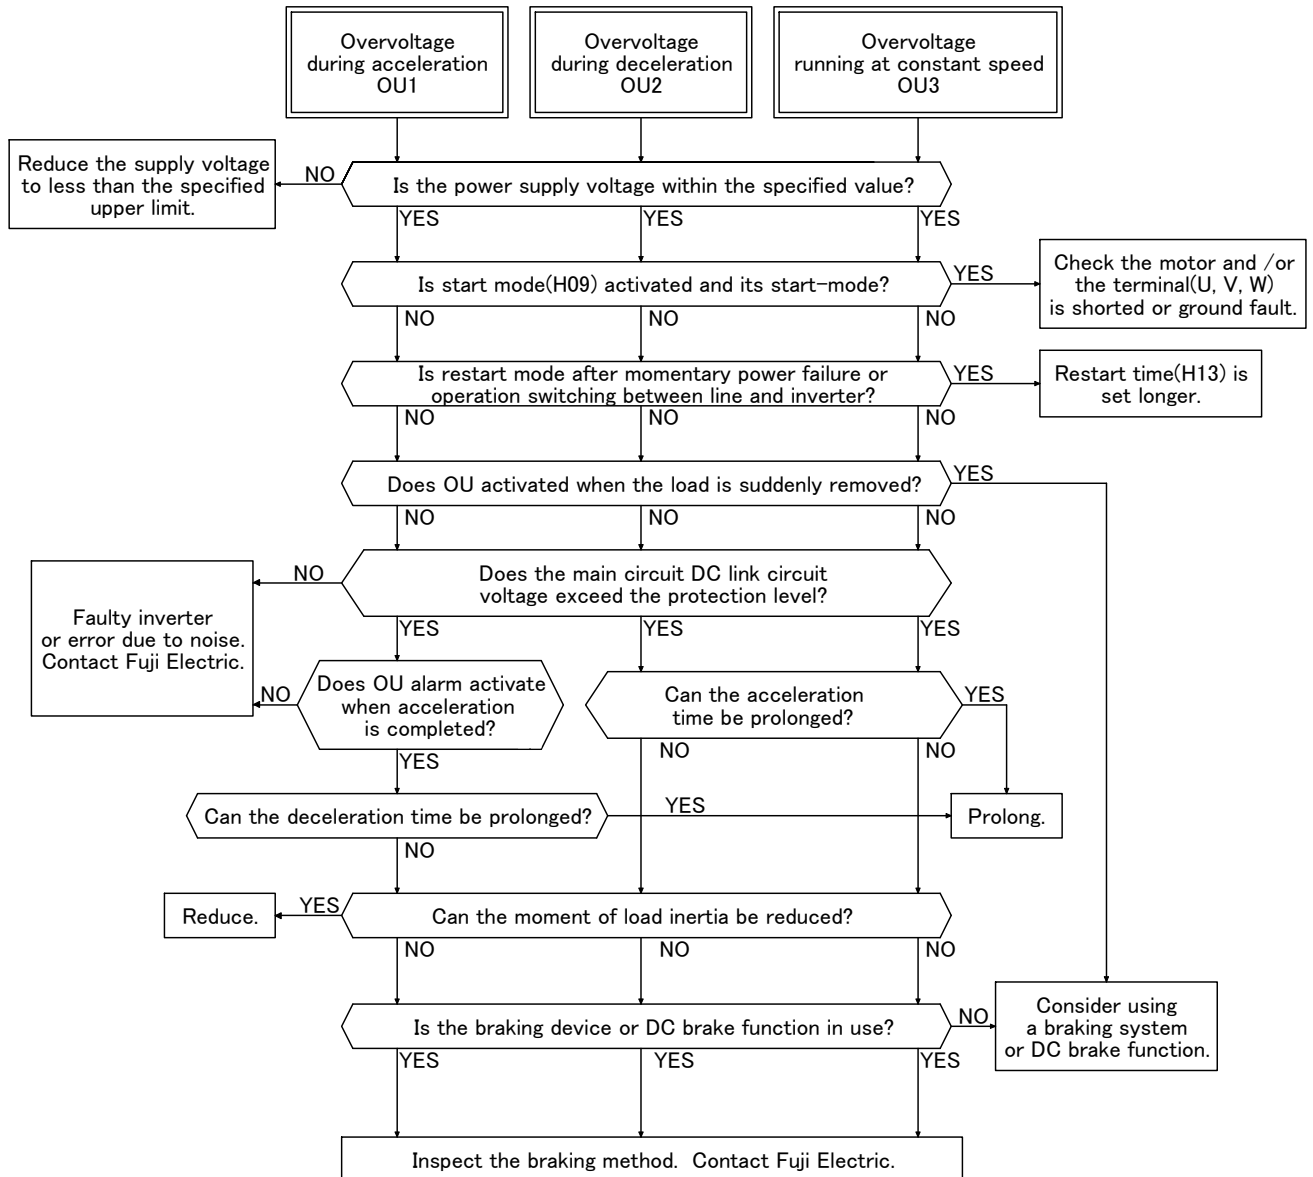 Overvoltage
during acceleration
OU1
Overvoltage
during deceleration
OU2
Overvoltage
running at constant speed
OU3
Reduce the supply voltage
to less than the specified
upper limit.
NO
Is the power supply voltage within the specified value?
YES
YES
YES
Is start mode(H09) activated and its start-mode?
YES
Check the motor and /or
the terminal(U, V, W)
is shorted or ground fault.
NO
NO
NO
Is restart mode after momentary power failure or
operation switching between line and inverter?
YES
Restart time(H13) is
set longer.
NO
NO
NO
Does OU activated when the load is suddenly removed?
YES
NO
NO
NO
Faulty inverter
or error due to noise.
Contact Fuji Electric.
NO
Does the main circuit DC link circuit
voltage exceed the protection level?
YES
YES
YES
NO
Does OU alarm activate
when acceleration
is completed?
Can the acceleration
time be prolonged?
YES
NO
NO
YES
Can the deceleration time be prolonged?
YES
Prolong.
NO
Reduce.
YES
Can the moment of load inertia be reduced?
NO
NO
NO
Is the braking device or DC brake function in use?
NO
Consider using
a braking system
or DC brake function.
YES
YES
YES
Inspect the braking method. Contact Fuji Electric.